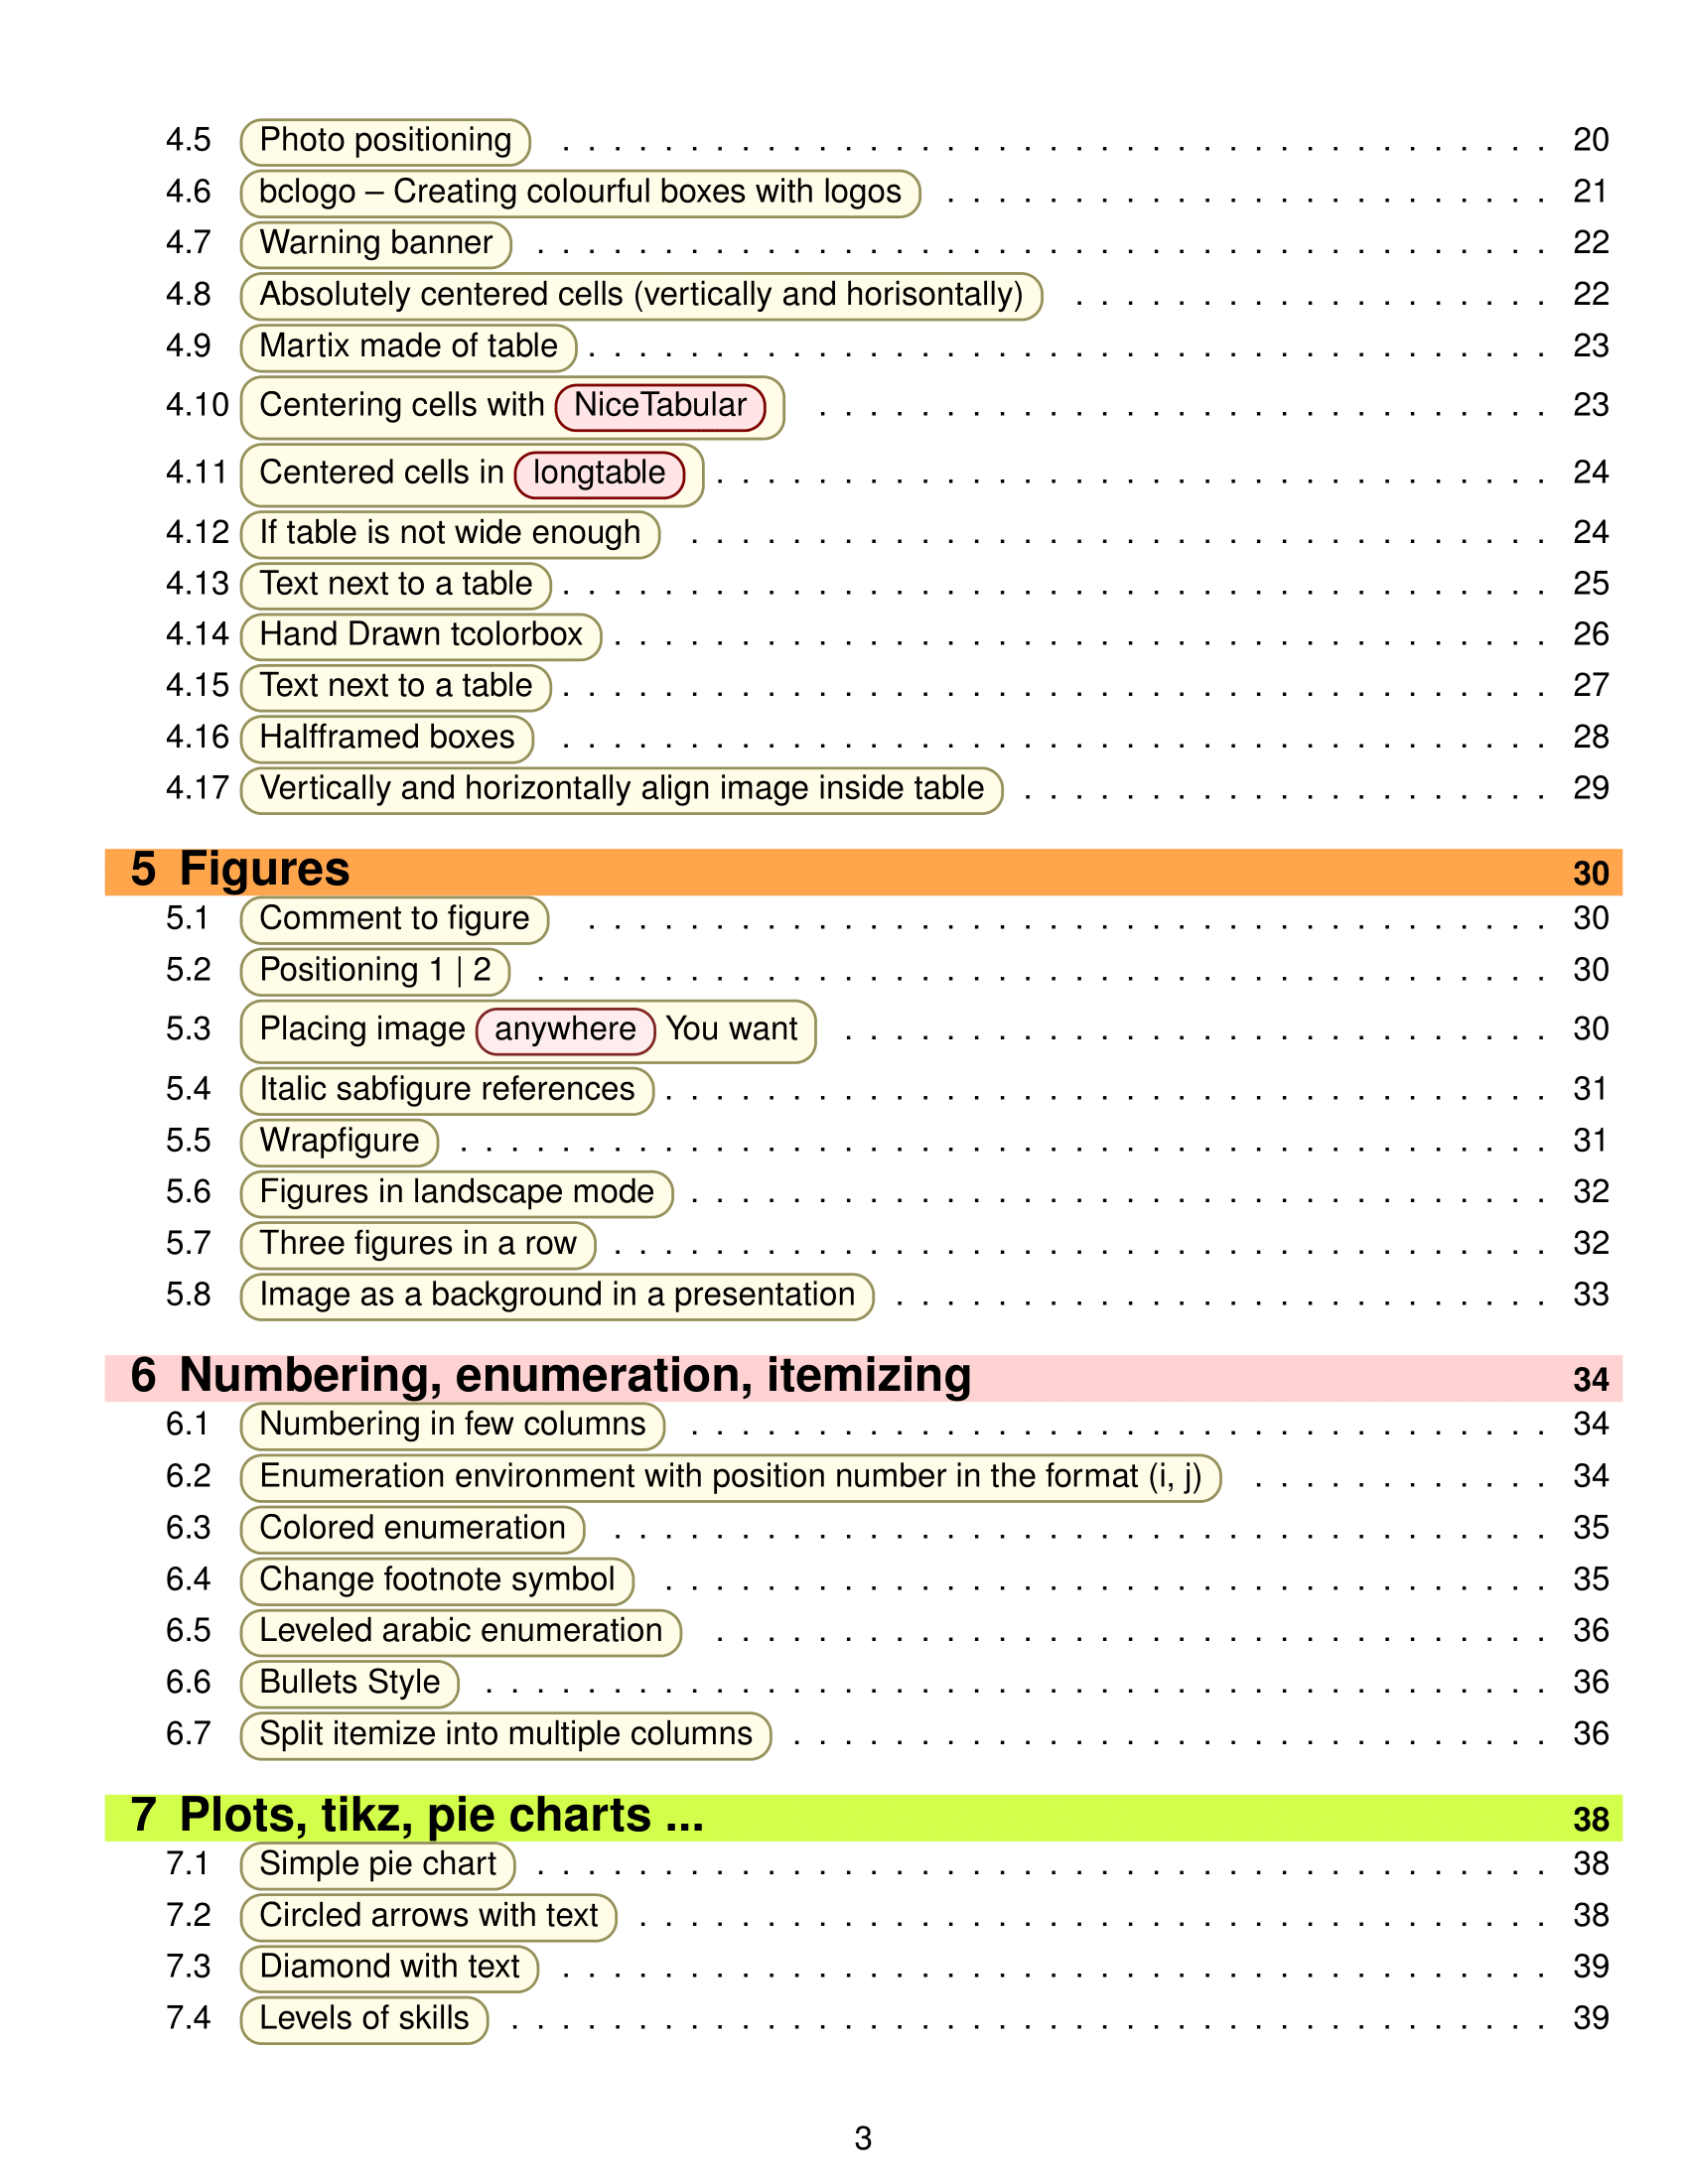 4.5 Photo positioning . . . . . . . . . . . . . . . . . . . . . . . . . . . . . . . . . . . . . . . 20
4.6 bclogo – Creating colourful boxes with logos . . . . . . . . . . . . . . . . . . . . . . . . 21
4.7 Warning banner . . . . . . . . . . . . . . . . . . . . . . . . . . . . . . . . . . . . . . . . 22
4.8 Absolutely centered cells (vertically and horisontally) . . . . . . . . . . . . . . . . . . . 22
4.9 Martix made of table . . . . . . . . . . . . . . . . . . . . . . . . . . . . . . . . . . . . . . 23
4.10 Centering cells with NiceTabular . . . . . . . . . . . . . . . . . . . . . . . . . . . . . 23
4.11 Centered cells in longtable . . . . . . . . . . . . . . . . . . . . . . . . . . . . . . . . . 24
4.12 If table is not wide enough . . . . . . . . . . . . . . . . . . . . . . . . . . . . . . . . . . 24
4.13 Text next to a table . . . . . . . . . . . . . . . . . . . . . . . . . . . . . . . . . . . . . . . 25
4.14 Hand Drawn tcolorbox . . . . . . . . . . . . . . . . . . . . . . . . . . . . . . . . . . . . . 26
4.15 Text next to a table . . . . . . . . . . . . . . . . . . . . . . . . . . . . . . . . . . . . . . . 27
4.16 Halfframed boxes . . . . . . . . . . . . . . . . . . . . . . . . . . . . . . . . . . . . . . . 28
4.17 Vertically and horizontally align image inside table . . . . . . . . . . . . . . . . . . . . . 29
5 Figures 30
5.1 Comment to figure . . . . . . . . . . . . . . . . . . . . . . . . . . . . . . . . . . . . . . 30
5.2 Positioning 1 | 2 . . . . . . . . . . . . . . . . . . . . . . . . . . . . . . . . . . . . . . . . 30
5.3 Placing image anywhere You want . . . . . . . . . . . . . . . . . . . . . . . . . . . . 30
5.4 Italic sabfigure references . . . . . . . . . . . . . . . . . . . . . . . . . . . . . . . . . . . 31
5.5 Wrapfigure . . . . . . . . . . . . . . . . . . . . . . . . . . . . . . . . . . . . . . . . . . . 31
5.6 Figures in landscape mode . . . . . . . . . . . . . . . . . . . . . . . . . . . . . . . . . . 32
5.7 Three figures in a row . . . . . . . . . . . . . . . . . . . . . . . . . . . . . . . . . . . . . 32
5.8 Image as a background in a presentation . . . . . . . . . . . . . . . . . . . . . . . . . . 33
6 Numbering, enumeration, itemizing 34
6.1 Numbering in few columns . . . . . . . . . . . . . . . . . . . . . . . . . . . . . . . . . . 34
6.2 Enumeration environment with position number in the format (i, j) . . . . . . . . . . . . 34
6.3 Colored enumeration . . . . . . . . . . . . . . . . . . . . . . . . . . . . . . . . . . . . . 35
6.4 Change footnote symbol . . . . . . . . . . . . . . . . . . . . . . . . . . . . . . . . . . . 35
6.5 Leveled arabic enumeration . . . . . . . . . . . . . . . . . . . . . . . . . . . . . . . . . 36
6.6 Bullets Style . . . . . . . . . . . . . . . . . . . . . . . . . . . . . . . . . . . . . . . . . . 36
6.7 Split itemize into multiple columns . . . . . . . . . . . . . . . . . . . . . . . . . . . . . . 36
7 Plots, tikz, pie charts ... 38
7.1 Simple pie chart . . . . . . . . . . . . . . . . . . . . . . . . . . . . . . . . . . . . . . . . 38
7.2 Circled arrows with text . . . . . . . . . . . . . . . . . . . . . . . . . . . . . . . . . . . . 38
7.3 Diamond with text . . . . . . . . . . . . . . . . . . . . . . . . . . . . . . . . . . . . . . . 39
7.4 Levels of skills . . . . . . . . . . . . . . . . . . . . . . . . . . . . . . . . . . . . . . . . . 39
3